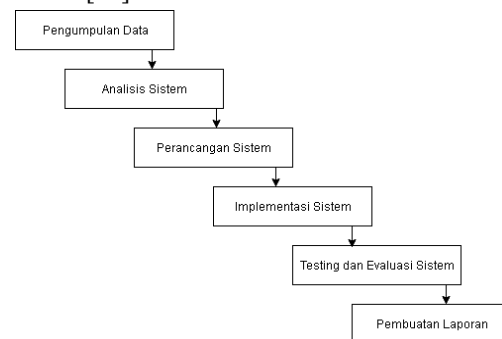 Pengumpulan Data
Analisis Sistem
Perancangan Sistem
Implementasi Sistem
Testing dan Evaluasi Sistem
Pembuatan Laporan